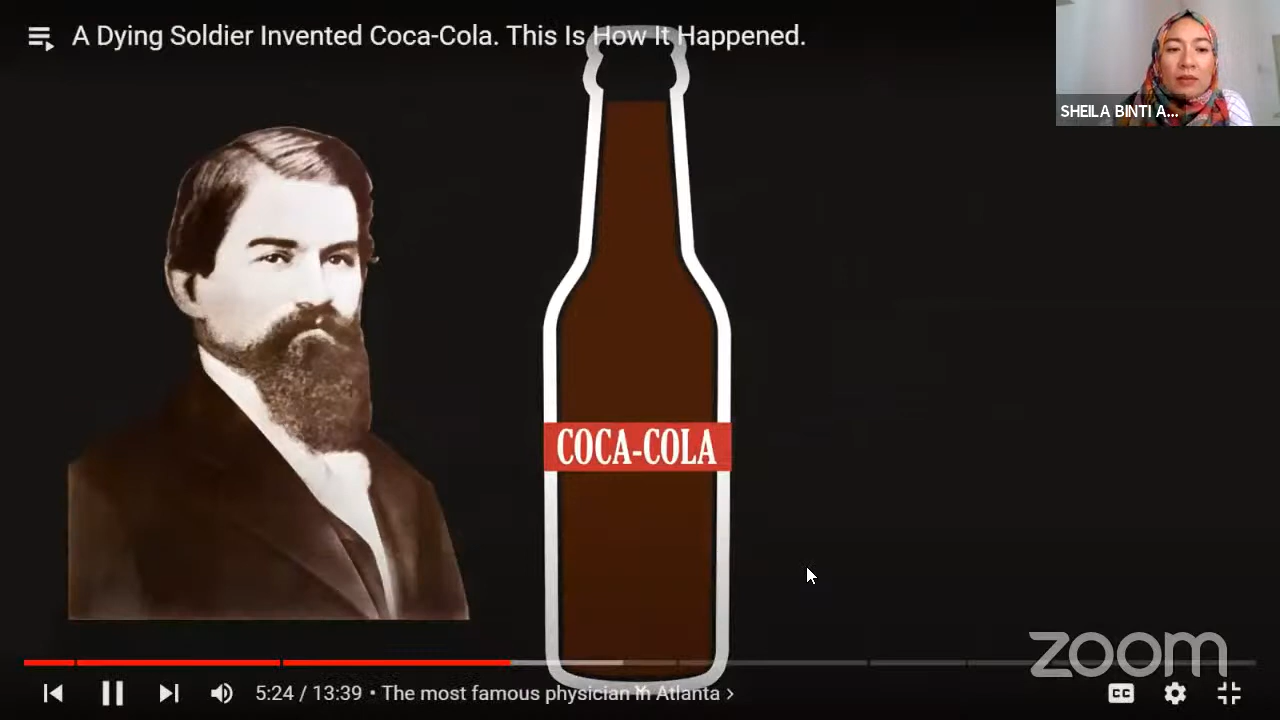 A Dying Soldier Invented Coca-Cola. This Is How It Happened.
SHEILA BINTI A...
COCA-COLA
zoom
5:24 / 13:39 • The most famous physician in Atlanta >
CC